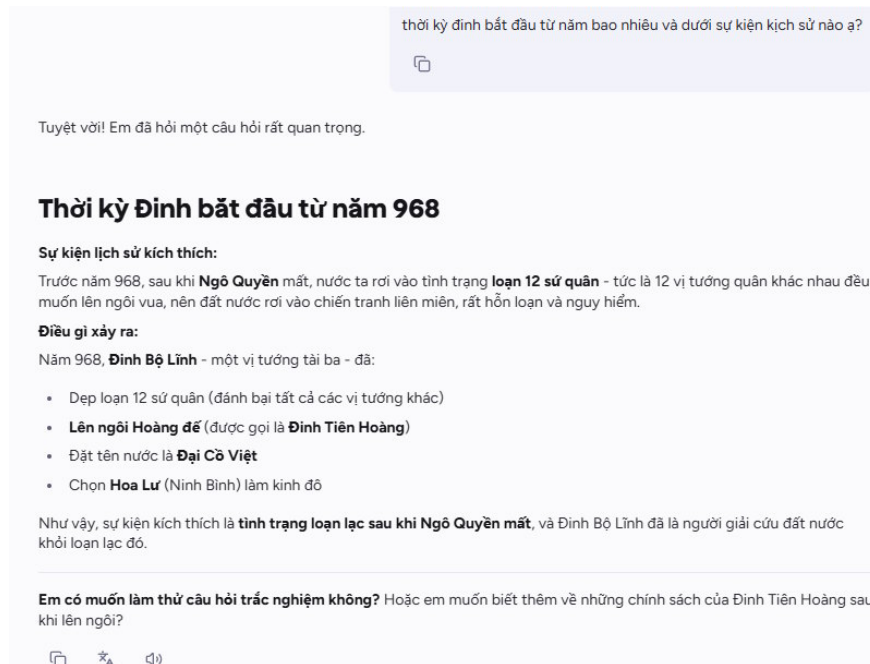 thời kỳ đinh bắt đầu từ năm bao nhiêu và dưới sự kiện kịch sử nào ạ?
Tuyệt vời! Em đã hỏi một câu hỏi rất quan trọng.
Thời kỳ Đinh bắt đầu từ năm 968
Sự kiện lịch sử kích thích:
Trước năm 968, sau khi Ngô Quyền mất, nước ta rơi vào tình trạng loạn 12 sứ quân - tức là 12 vị tướng quân khác nhau đều
muốn lên ngôi vua, nên đất nước rơi vào chiến tranh liên miên, rất hỗn loạn và nguy hiểm.
Điều gì xảy ra:
Năm 968, Đinh Bộ Lĩnh - một vị tướng tài ba - đã:
• Dẹp loạn 12 sứ quân (đánh bại tất cả các vị tướng khác)
• Lên ngôi Hoàng đế (được gọi là Đinh Tiên Hoàng)
• Đặt tên nước là Đại Cồ Việt
• Chọn Hoa Lư (Ninh Bình) làm kinh đô
Như vậy, sự kiện kích thích là tình trạng loạn lạc sau khi Ngô Quyền mất, và Đinh Bộ Lĩnh đã là người giải cứu đất nước
khỏi loạn lạc đó.
Em có muốn làm thử câu hỏi trắc nghiệm không? Hoặc em muốn biết thêm về những chính sách của Đinh Tiên Hoàng sau
khi lên ngôi?